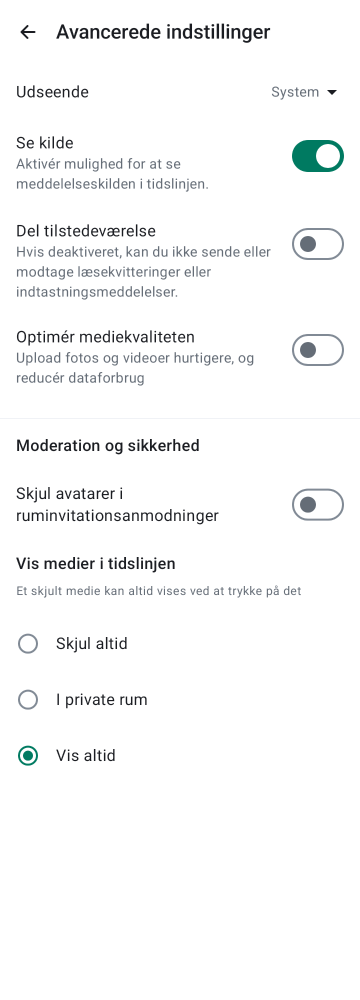 Avancerede indstillinger
Udseende
System
Se kilde
Aktivér mulighed for at se
meddelelseskilden i tidslinjen.
Del tilstedeværelse
Hvis deaktiveret, kan du ikke sende eller
modtage læsekvitteringer eller
indtastningsmeddelelser.
Optimér mediekvaliteten
Upload fotos og videoer hurtigere, og
reducér dataforbrug
Moderation og sikkerhed
Skjul avatarer i
ruminvitationsanmodninger
Vis medier i tidslinjen
Et skjult medie kan altid vises ved at trykke på det
Skjul altid
I private rum
Vis altid